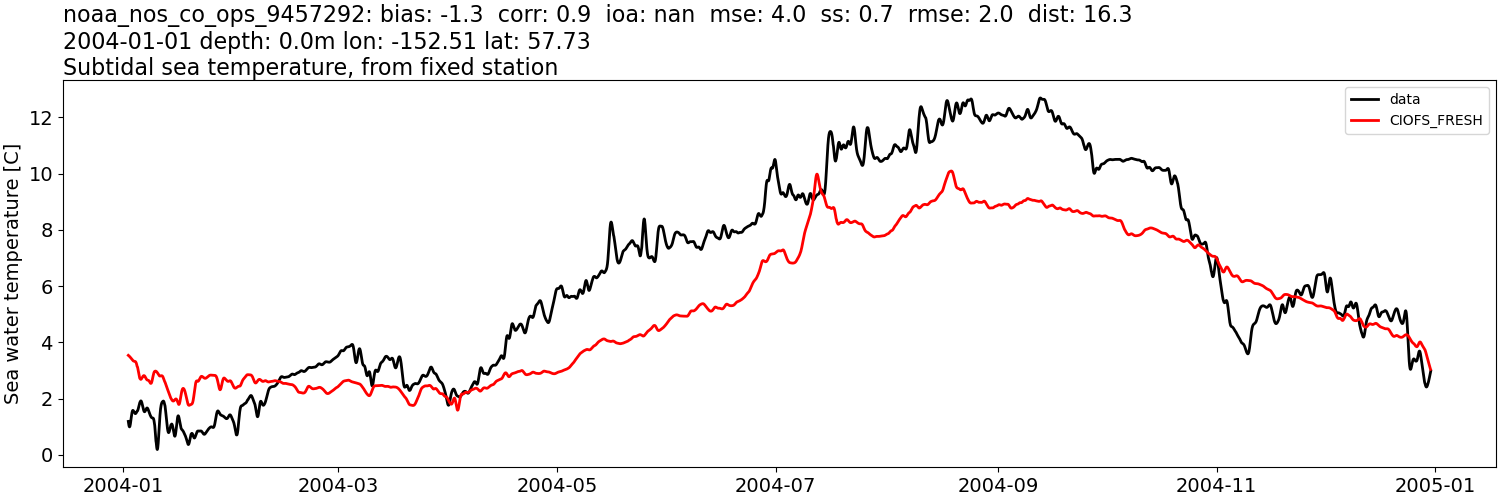 noaa_nos_co_ops_9457292: bias: -1.3  corr: 0.9  ioa: nan  mse: 4.0  ss: 0.7  rmse: 2.0  dist: 16.3
2004-01-01 depth: 0.0m lon: -152.51 lat: 57.73
Subtidal sea temperature, from fixed station
data
CIOFS_FRESH
Sea water temperature [C]
12
10
8
6
4
2
0
2004-01
2004-03
2004-05
2004-07
2004-09
2004-11
2005-01